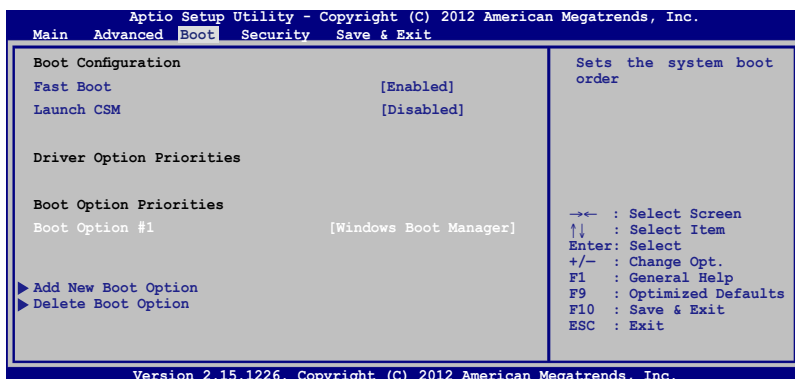 Aptio Setup Utility - Copyright (C) 2012 American Megatrends, Inc.
Main Advanced Boot Security Save & Exit
Boot Configuration
Fast Boot [Enabled]
Launch CSM [Disabled]
Driver Option Priorities
Boot Option Priorities
Boot Option #1 [Windows Boot Manager]
Add New Boot Option
Delete Boot Option
Sets the system boot
order
→← : Select Screen
↑↓ : Select Item
Enter: Select
+/— : Change Opt.
F1 : General Help
F9 : Optimized Defaults
F10 : Save & Exit
ESC : Exit
Version 2.15.1226. Copyright (C) 2012 American Megatrends, Inc.